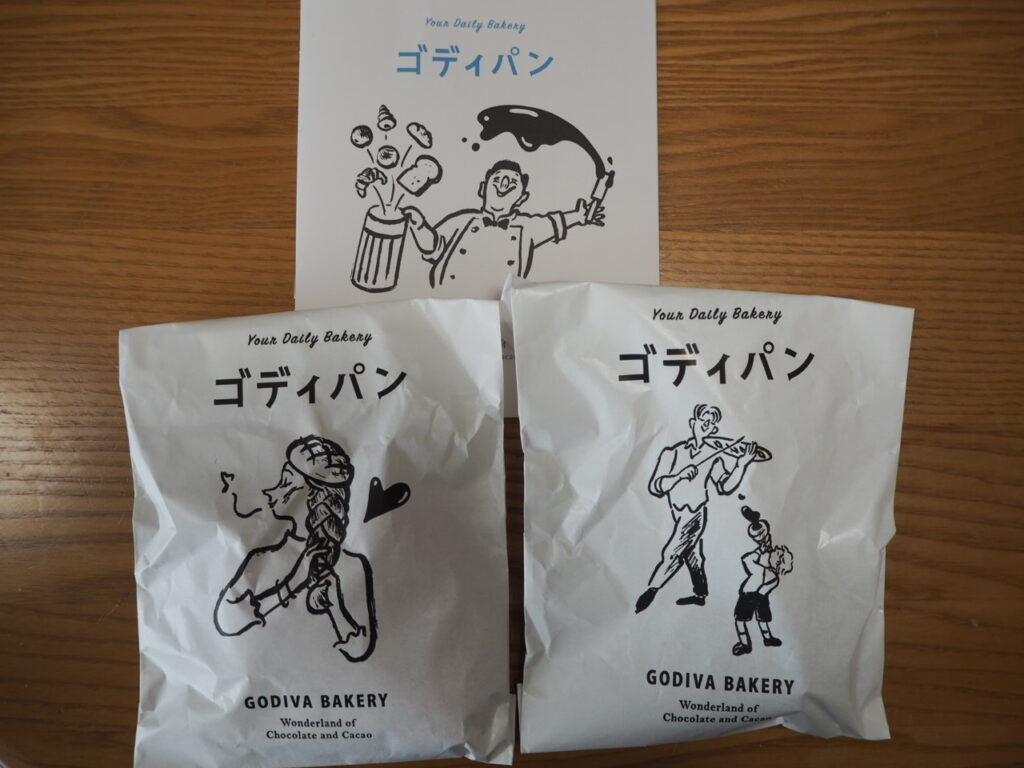 Your Daily Bakery
ゴディパン
Your Daily Bakery
ゴディパン
GODIVA BAKERY
Wonderland of
Chocolate and Cacao
Your Daily Bakery
ゴディパン
GODIVA BAKERY
Wonderland of
Chocolate and Cacao